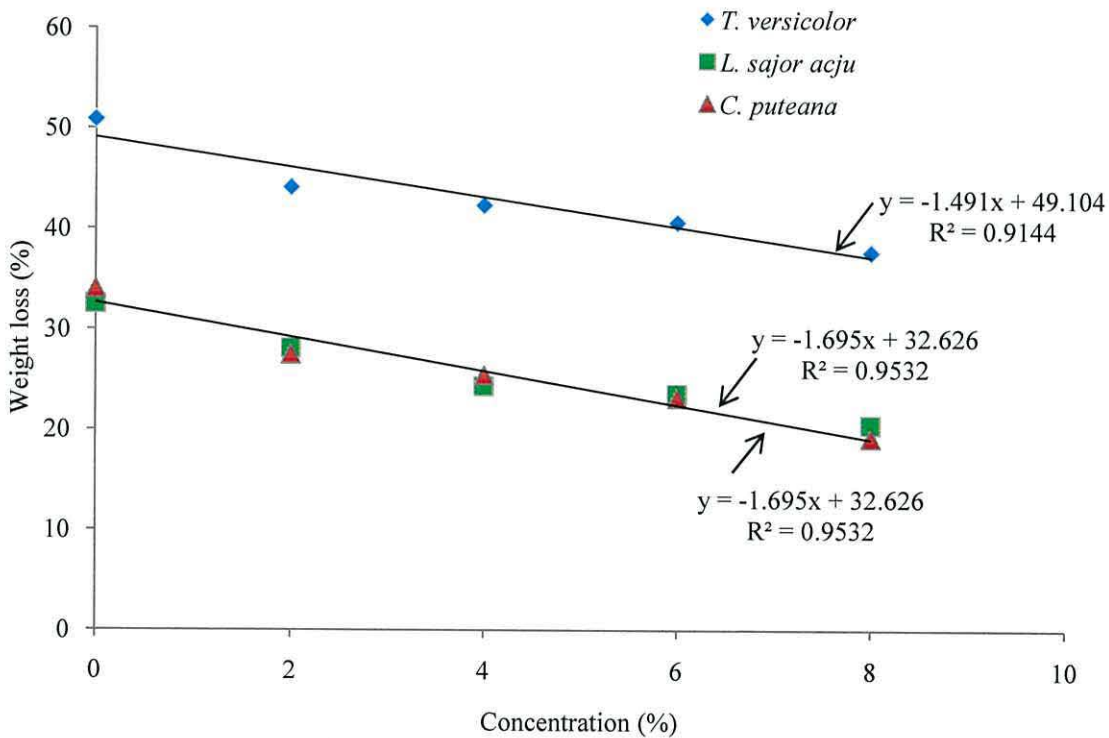 60
50
40
30
20
10
0
Weight loss (%)
T. versicolor
L. sajor acju
C. puteana
y = -1.491x + 49.104
R² = 0.9144
y = -1.695x + 32.626
R² = 0.9532
y = -1.695x + 32.626
R² = 0.9532
0 2 4 6 8 10
Concentration (%)